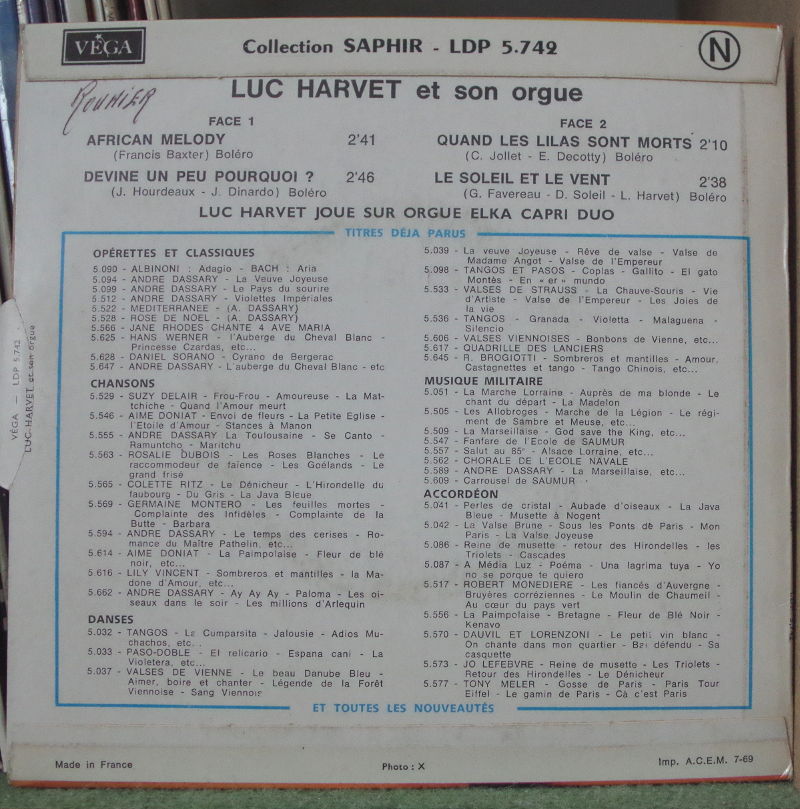 VÉGA
Collection SAPHIR - LDP 5.742
N
LUC HARVET et son orgue
FACE 1
AFRICAN MELODY 2'41
(Francis Baxter) Boléro
DEVINE UN PEU POURQUOI ? 2'46
(J. Hourdeaux - J. Dinardo) Boléro
FACE 2
QUAND LES LILAS SONT MORTS 2'10
(C. Jollet - E. Decotty) Boléro
LE SOLEIL ET LE VENT 2'38
(G. Favereau - D. Soleil - L. Harvet) Boléro
LUC HARVET JOUE SUR ORGUE ELKA CAPRI DUO
TITRES DÉJA PARUS
OPÉRETTES ET CLASSIQUES
5.090 - ALBINONI : Adagio - BACH : Aria
5.094 - ANDRE DASSARY - La Veuve Joyeuse
5.099 - ANDRE DASSARY - Le Pays du sourire
5.512 - ANDRE DASSARY - Violettes Impériales
5.522 - MEDITERRANEE - (A. DASSARY)
5.528 - ROSE DE NOEL - (A. DASSARY)
5.566 - JANE RHODES CHANTE 4 AVE MARIA
5.625 - HANS WERNER - l'Auberge du Cheval Blanc -
Princesse Czardas, etc...
5.628 - DANIEL SORANO - Cyrano de Bergerac
5.647 - ANDRE DASSARY - L'auberge du Cheval Blanc - etc
CHANSONS
5.529 - SUZY DELAIR - Frou-Frou - Amoureuse - La Mat-
tchiche - Quand l'Amour meurt
5.546 - AIME DONIAT - Envoi de fleurs - La Petite Eglise -
l'Etoile d'Amour - Stances à Manon
5.555 - ANDRE DASSARY La Toulousaine - Se Canto -
Ramuntcho - Maritchu
5.563 - ROSALIE DUBOIS - Les Roses Blanches - Le
raccommodeur de faïence - Les Goélands - Le
grand frisé
5.565 - COLETTE RITZ - Le Dénicheur - L'Hirondelle du
faubourg - Du Gris - La Java Bleue
5.569 - GERMAINE MONTERO - Les feuilles mortes -
Complainte des Infidèles - Complainte de la
Butte - Barbara
5.594 - ANDRE DASSARY - Le temps des cerises - Ro-
mance du Maître Pathelin, etc...
5.614 - AIME DONIAT - La Paimpolaise - Fleur de blé
noir, etc...
5.616 - LILY VINCENT - Sombreros et mantilles - la Ma-
done d'Amour, etc...
5.662 - ANDRE DASSARY - Ay Ay Ay - Paloma - Les oi-
seaux dans le soir - Les millions d'Arlequin
DANSES
5.032 - TANGOS - La Cumparsita - Jalousie - Adios Mu-
chachos, etc...
5.033 - PASO-DOBLE - El relicario - Espana cani - La
Violetera, etc...
5.037 - VALSES DE VIENNE - Le beau Danube Bleu -
Aimer, boire et chanter - Légende de la Forêt
Viennoise - Sang Viennois
5.039 - La veuve Joyeuse - Rêve de valse - Valse de
Madame Angot - Valse de l'Empereur
5.098 - TANGOS ET PASOS - Coplas - Gallito - El gato
Montès - En « er » mundo
5.533 - VALSES DE STRAUSS - La Chauve-Souris - Vie
d'Artiste - Valse de l'Empereur - Les Joies de
la vie
5.536 - TANGOS - Granada - Violetta - Malaguena -
Silencio
5.606 - VALSES VIENNOISES - Bonbons de Vienne, etc...
5.617 - QUADRILLE DES LANCIERS
5.645 - R. BROGIOTTI - Sombreros et mantilles - Amour,
Castagnettes et tango - Tango Chinois, etc...
MUSIQUE MILITAIRE
5.051 - La Marche Lorraine - Auprès de ma blonde - Le
chant du départ - La Madelon
5.505 - Les Allobroges - Marche de la Légion - Le régi-
ment de Sambre et Meuse, etc...
5.509 - La Marseillaise - God save the King, etc...
5.547 - Fanfare de l'Ecole de SAUMUR
5.557 - Salut au 85e - Alsace Lorraine, etc...
5.562 - CHORALE DE L'ECOLE NAVALE
5.589 - ANDRE DASSARY - La Marseillaise, etc...
5.609 - Carrousel de SAUMUR
ACCORDÉON
5.041 - Perles de cristal - Aubade d'oiseaux - La Java
Bleue - Musette à Nogent
5.042 - La Valse Brune - Sous les Ponts de Paris - Mon
Paris - La Valse Joyeuse
5.086 - Reine de musette - retour des Hirondelles - les
Triolets - Cascades
5.087 - A Média Luz - Poéma - Una lagrima tuya - Yo
no se porque te quiero
5.517 - ROBERT MONEDIERE - Les fiancés d'Auvergne -
Bruyères corréziennes - Le Moulin de Chaumeil -
Au cœur du pays vert
5.556 - La Paimpolaise - Bretagne - Fleur de Blé Noir -
Kenavo
5.570 - DAUVIL ET LORENZONI - Le petit vin blanc -
On chante dans mon quartier - Bal défendu - Sa
casquette
5.573 - JO LEFEBVRE - Reine de musette - Les Triolets -
Retour des Hirondelles - Le Dénicheur
5.577 - TONY MELER - Gosse de Paris - Paris Tour
Eiffel - Le gamin de Paris - Cà c'est Paris
ET TOUTES LES NOUVEAUTÉS
VÉGA — LDP 5.742
LUC-HARVET et son orgue
Made in France
Photo : X
Imp. A.C.E.M. 7-69